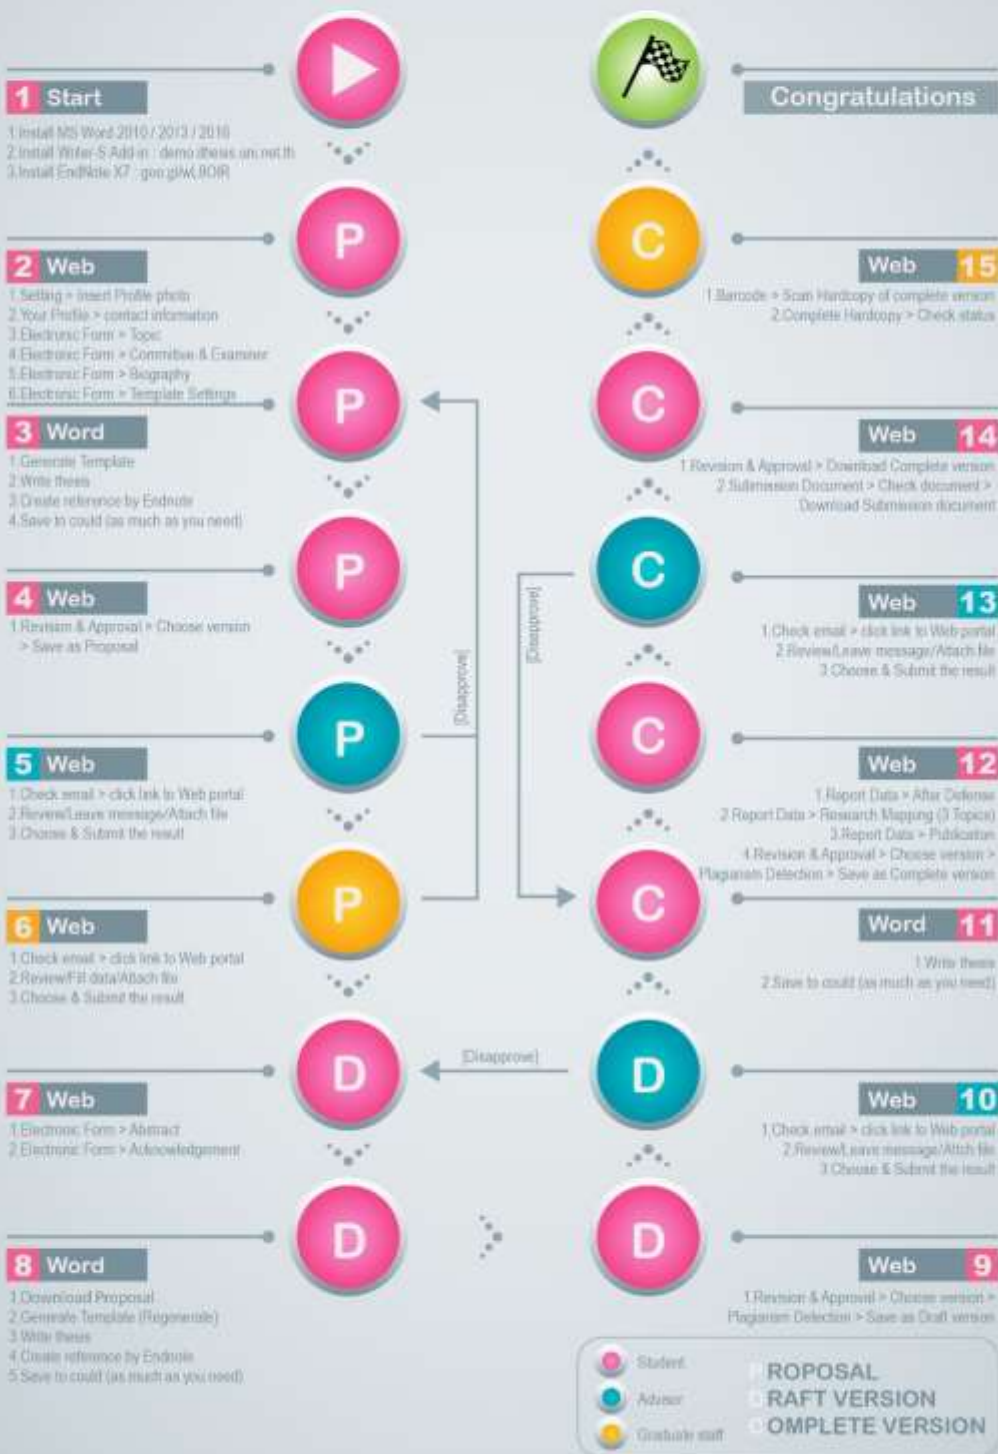 1 Start
1.Install MS Word 2010 / 2013 / 2016
2.Install Writer-S Add-in : demo.ithesis.uni.net.th
3.Install EndNote X7 :
P
2 Web
1.Setting > Insert Profile photo
2.Your Profile > contact information
3.Electronic Form > Topic
4.Electronic Form > Committee & Examiner
5.Electronic Form > Biography
6.Electronic Form > Template Settings
P
3 Word
1.Generate Template
2.Write thesis
3.Create reference by Endnote
4.Save to could (as much as you need)
P
4 Web
1.Revision & Approval > Choose version
> Save as Proposal
[Disapprove]
P
5 Web
1.Check email > click link to Web portal
2.Review/Leave message/Attach file
3.Choose & Submit the result
P
6 Web
1.Check email > click link to Web portal
2.Review/Fill data/Attach file
3.Choose & Submit the result
D
7 Web
1.Electronic Form > Abstract
2.Electronic Form > Acknowledgement
D
8 Word
1.Download Proposal
2.Generate Template (Regenerate)
3.Write thesis
4.Create reference by Endnote
5.Save to could (as much as you need)
D
Web 9
1.Revision & Approval > Choose version >
Plagiarism Detection > Save as Draft version
[Disapprove]
D
Web 10
1.Check email > click link to Web portal
2.Review/Leave message/Attch file
3.Choose & Submit the result
C
Word 11
1.Write thesis
2.Save to could (as much as you need)
C
Web 12
1.Report Data > After Defense
2.Report Data > Research Mapping (3 Topics)
3.Report Data > Publication
4.Revision & Approval > Choose version >
Plagiarism Detection > Save as Complete version
[Disapprove]
C
Web 13
1.Check email > click link to Web portal
2.Review/Leave message/Attach file
3.Choose & Submit the result
C
Web 14
1.Revision & Approval > Download Complete version
2.Submission Document > Check document >
Download Submission document
C
Web 15
1.Barcode > Scan Hardcopy of complete version
2.Complete Hardcopy > Check status
Congratulations
Student
Advisor
Graduate staff
PROPOSAL
DRAFT VERSION
COMPLETE VERSION